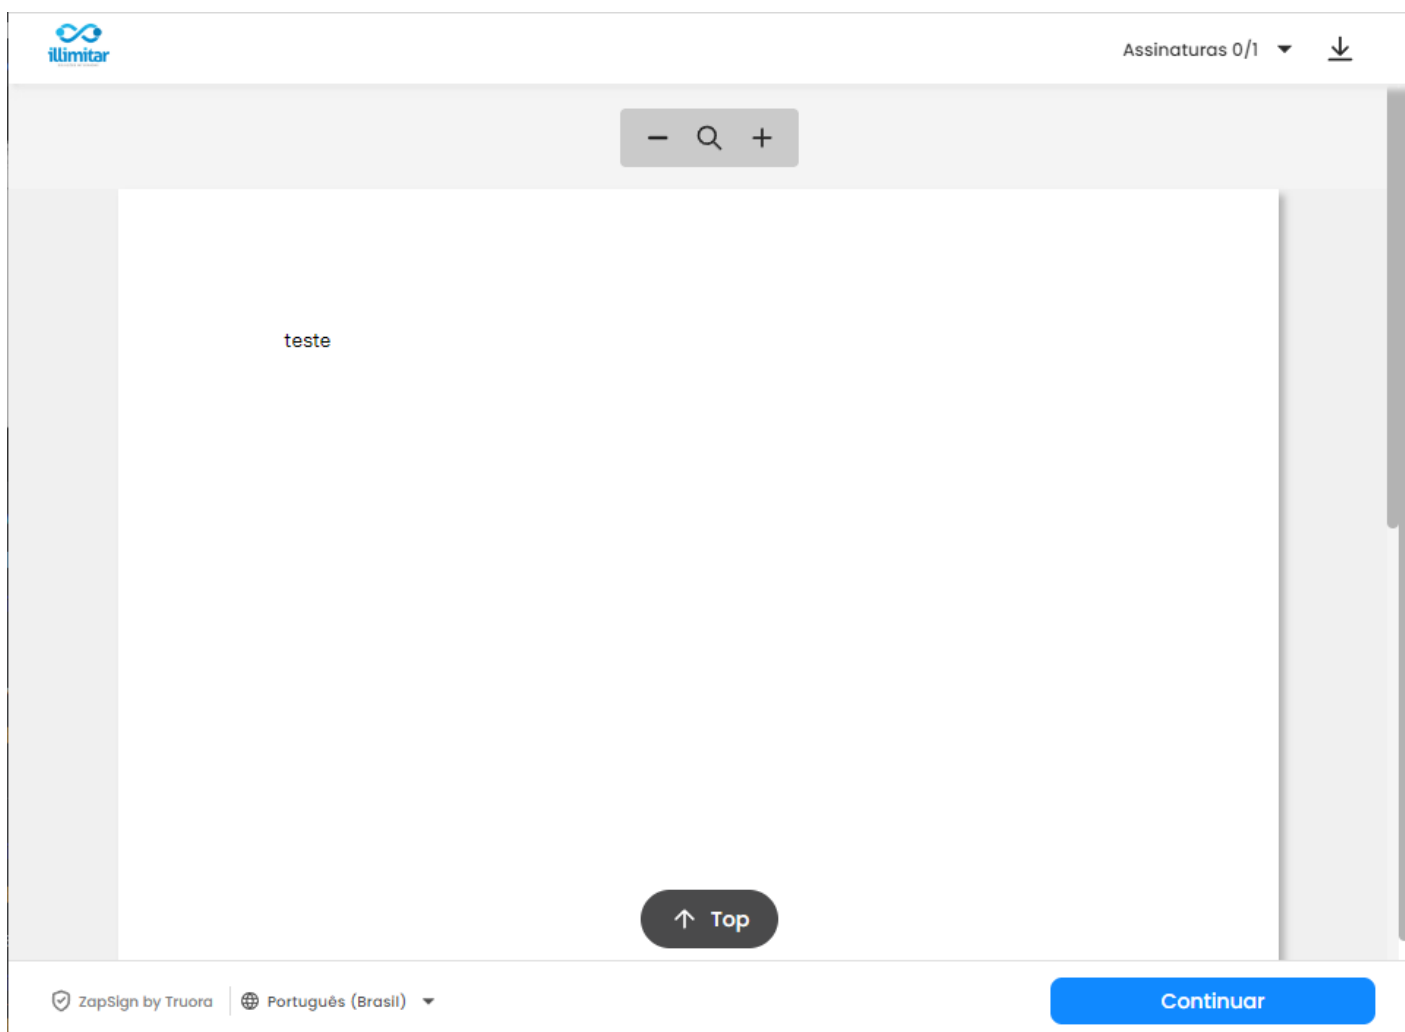 illimitar
Assinaturas 0/1
teste
Top
ZapSign by Truora
Português (Brasil)
Continuar